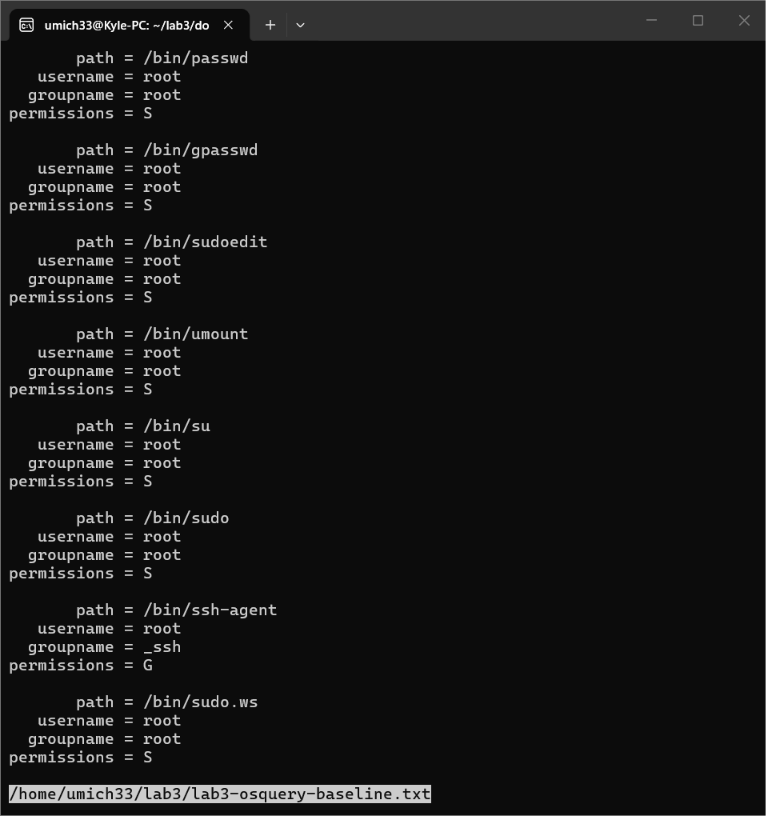 umich33@Kyle-PC: ~/lab3/do
path = /bin/passwd
username = root
groupname = root
permissions = S
path = /bin/gpasswd
username = root
groupname = root
permissions = S
path = /bin/sudoedit
username = root
groupname = root
permissions = S
path = /bin/umount
username = root
groupname = root
permissions = S
path = /bin/su
username = root
groupname = root
permissions = S
path = /bin/sudo
username = root
groupname = root
permissions = S
path = /bin/ssh-agent
username = root
groupname = _ssh
permissions = G
path = /bin/sudo.ws
username = root
groupname = root
permissions = S
/home/umich33/lab3/lab3-osquery-baseline.txt